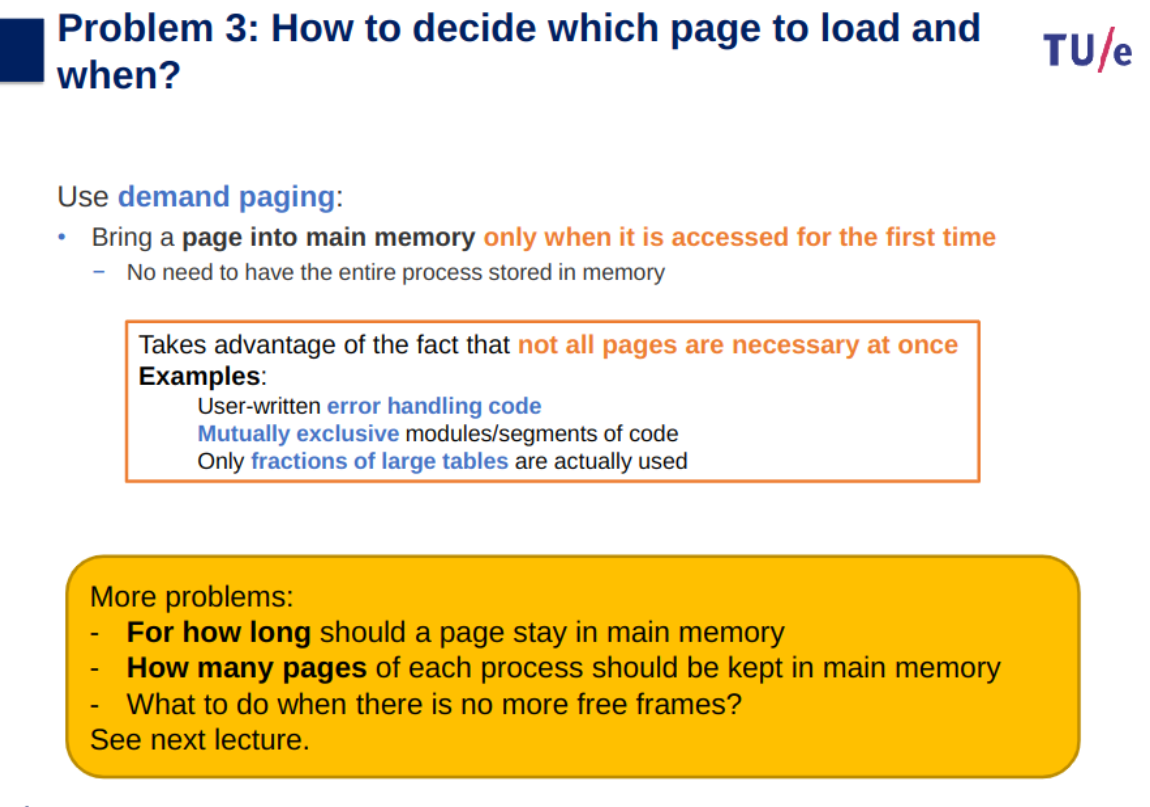 Problem 3: How to decide which page to load and
when?
TU/e
Use demand paging:
• Bring a page into main memory only when it is accessed for the first time
– No need to have the entire process stored in memory
Takes advantage of the fact that not all pages are necessary at once
Examples:
User-written error handling code
Mutually exclusive modules/segments of code
Only fractions of large tables are actually used
More problems:
- For how long should a page stay in main memory
- How many pages of each process should be kept in main memory
- What to do when there is no more free frames?
See next lecture.